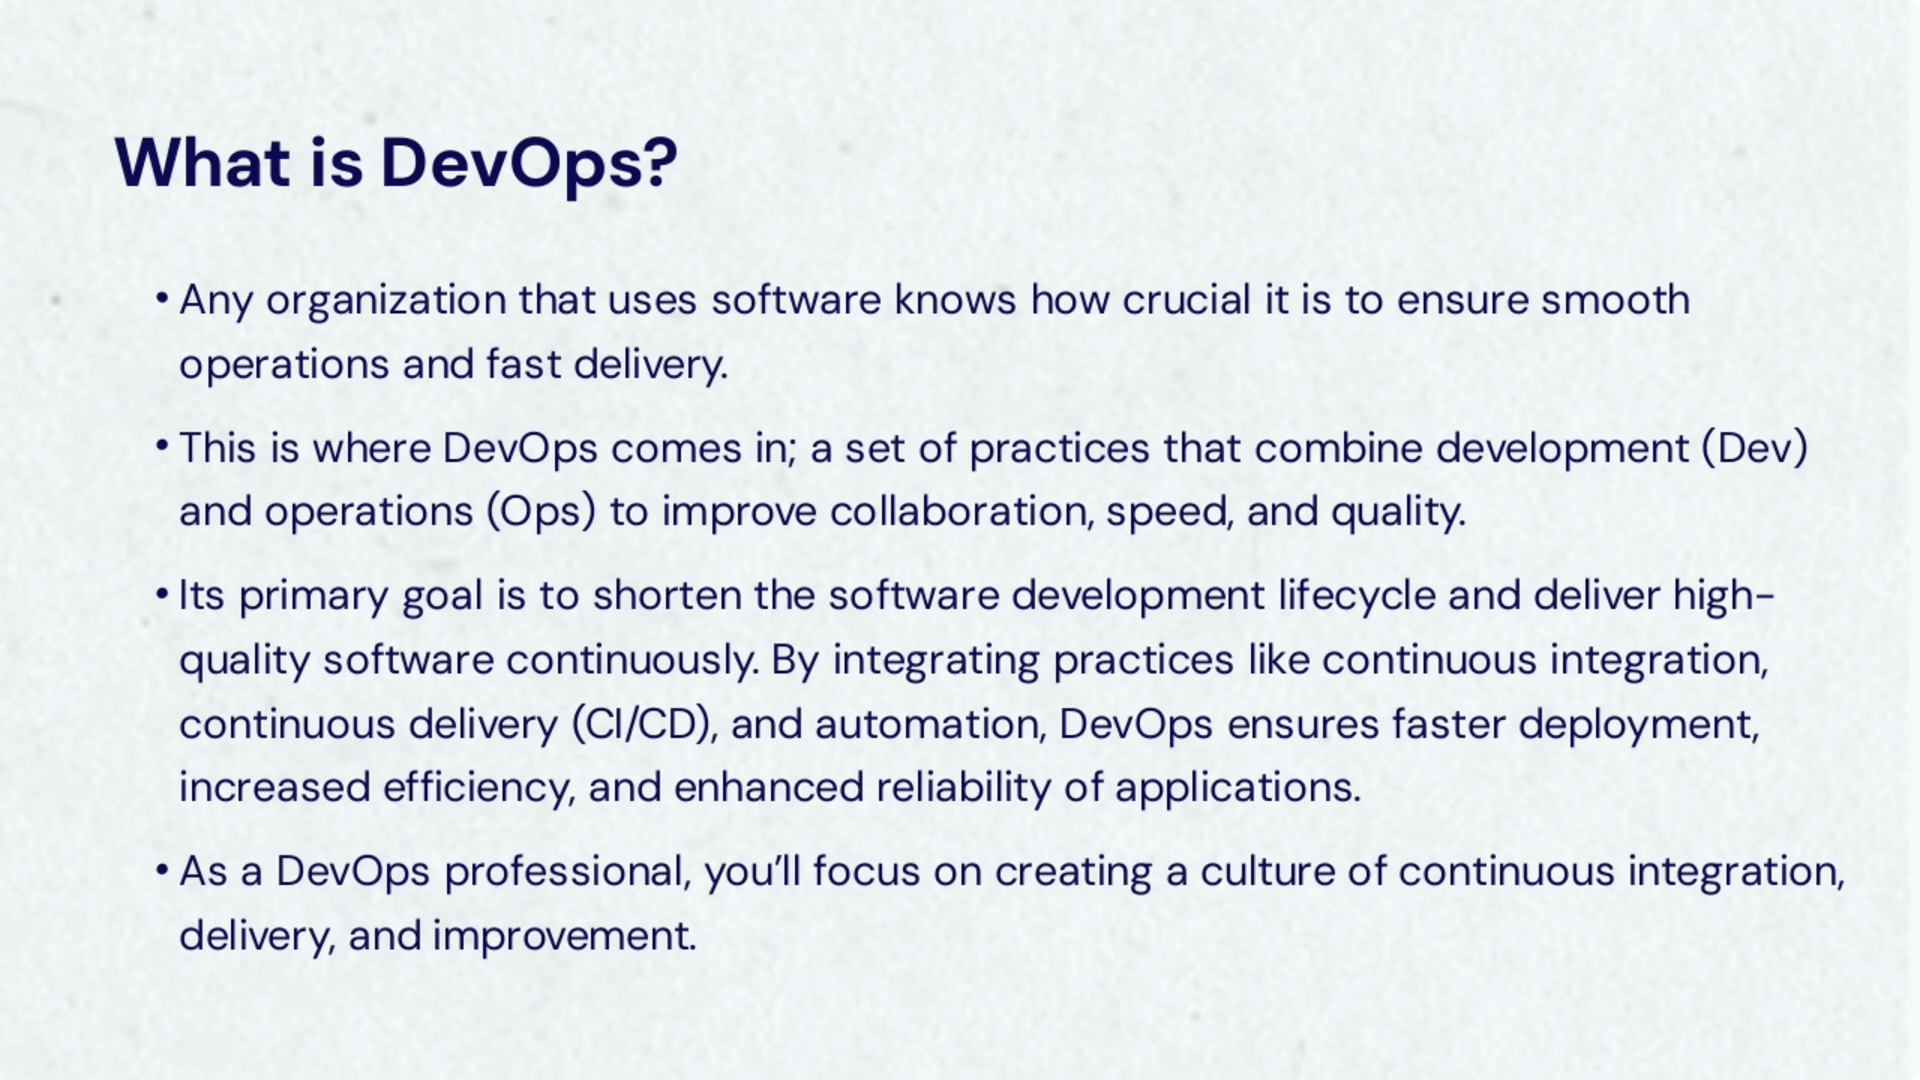 What is DevOps?
• Any organization that uses software knows how crucial it is to ensure smooth
operations and fast delivery.
• This is where DevOps comes in; a set of practices that combine development (Dev)
and operations (Ops) to improve collaboration, speed, and quality.
• Its primary goal is to shorten the software development lifecycle and deliver high-
quality software continuously. By integrating practices like continuous integration,
continuous delivery (CI/CD), and automation, DevOps ensures faster deployment,
increased efficiency, and enhanced reliability of applications.
• As a DevOps professional, you’ll focus on creating a culture of continuous integration,
delivery, and improvement.